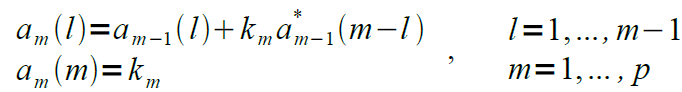 a_m(l)=a_{m-1}(l)+k_m a^*_{m-1}(m-l) , l=1,...,m-1
a_m(m)=k_m m=1,...,p